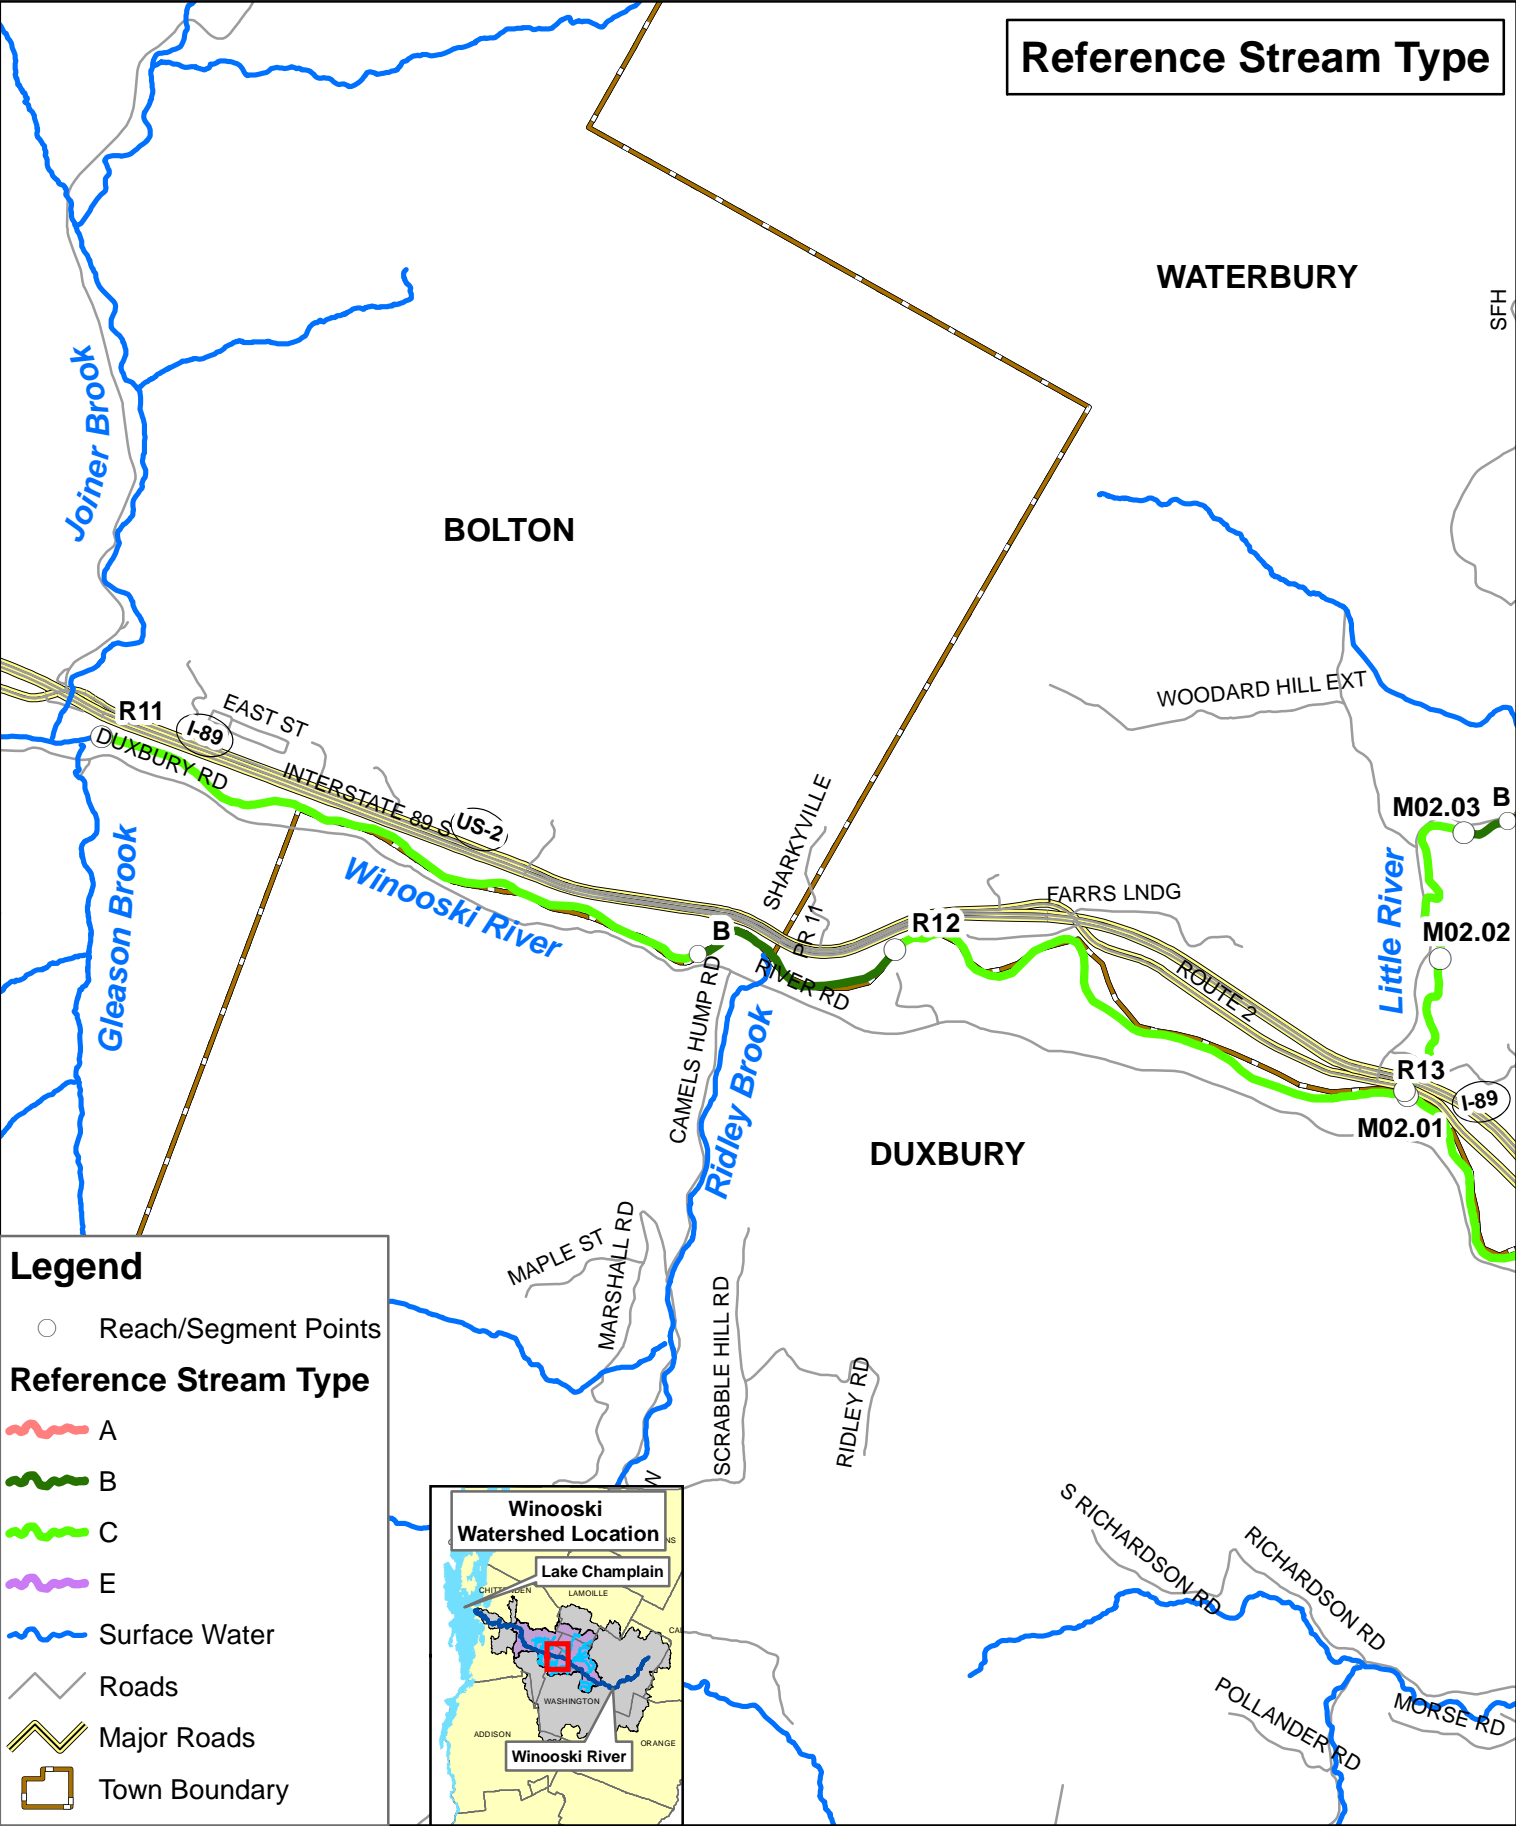 Reference Stream Type
WATERBURY
SFH
Joiner Brook
BOLTON
WOODARD HILL EXT
R11
I-89
EAST ST
DUXBURY RD
INTERSTATE 89 S
US-2
SHARKYVILLE
M02.03
B
Gleason Brook
Winooski River
Little River
FARRS LNDG
B
PR 11
R12
M02.02
RIVER RD
ROUTE 2
CAMELS HUMP RD
Ridley Brook
R13
I-89
M02.01
DUXBURY
MAPLE ST
MARSHALL RD
SCRABBLE HILL RD
RIDLEY RD
W
S RICHARDSON RD
RICHARDSON RD
POLLANDER RD
MORSE RD
Legend
Reach/Segment Points
Reference Stream Type
A
B
C
E
Surface Water
Roads
Major Roads
Town Boundary
Winooski
Watershed Location
NS
Lake Champlain
LAMOILLE
WASHINGTON
ADDISON
ORANGE
Winooski River